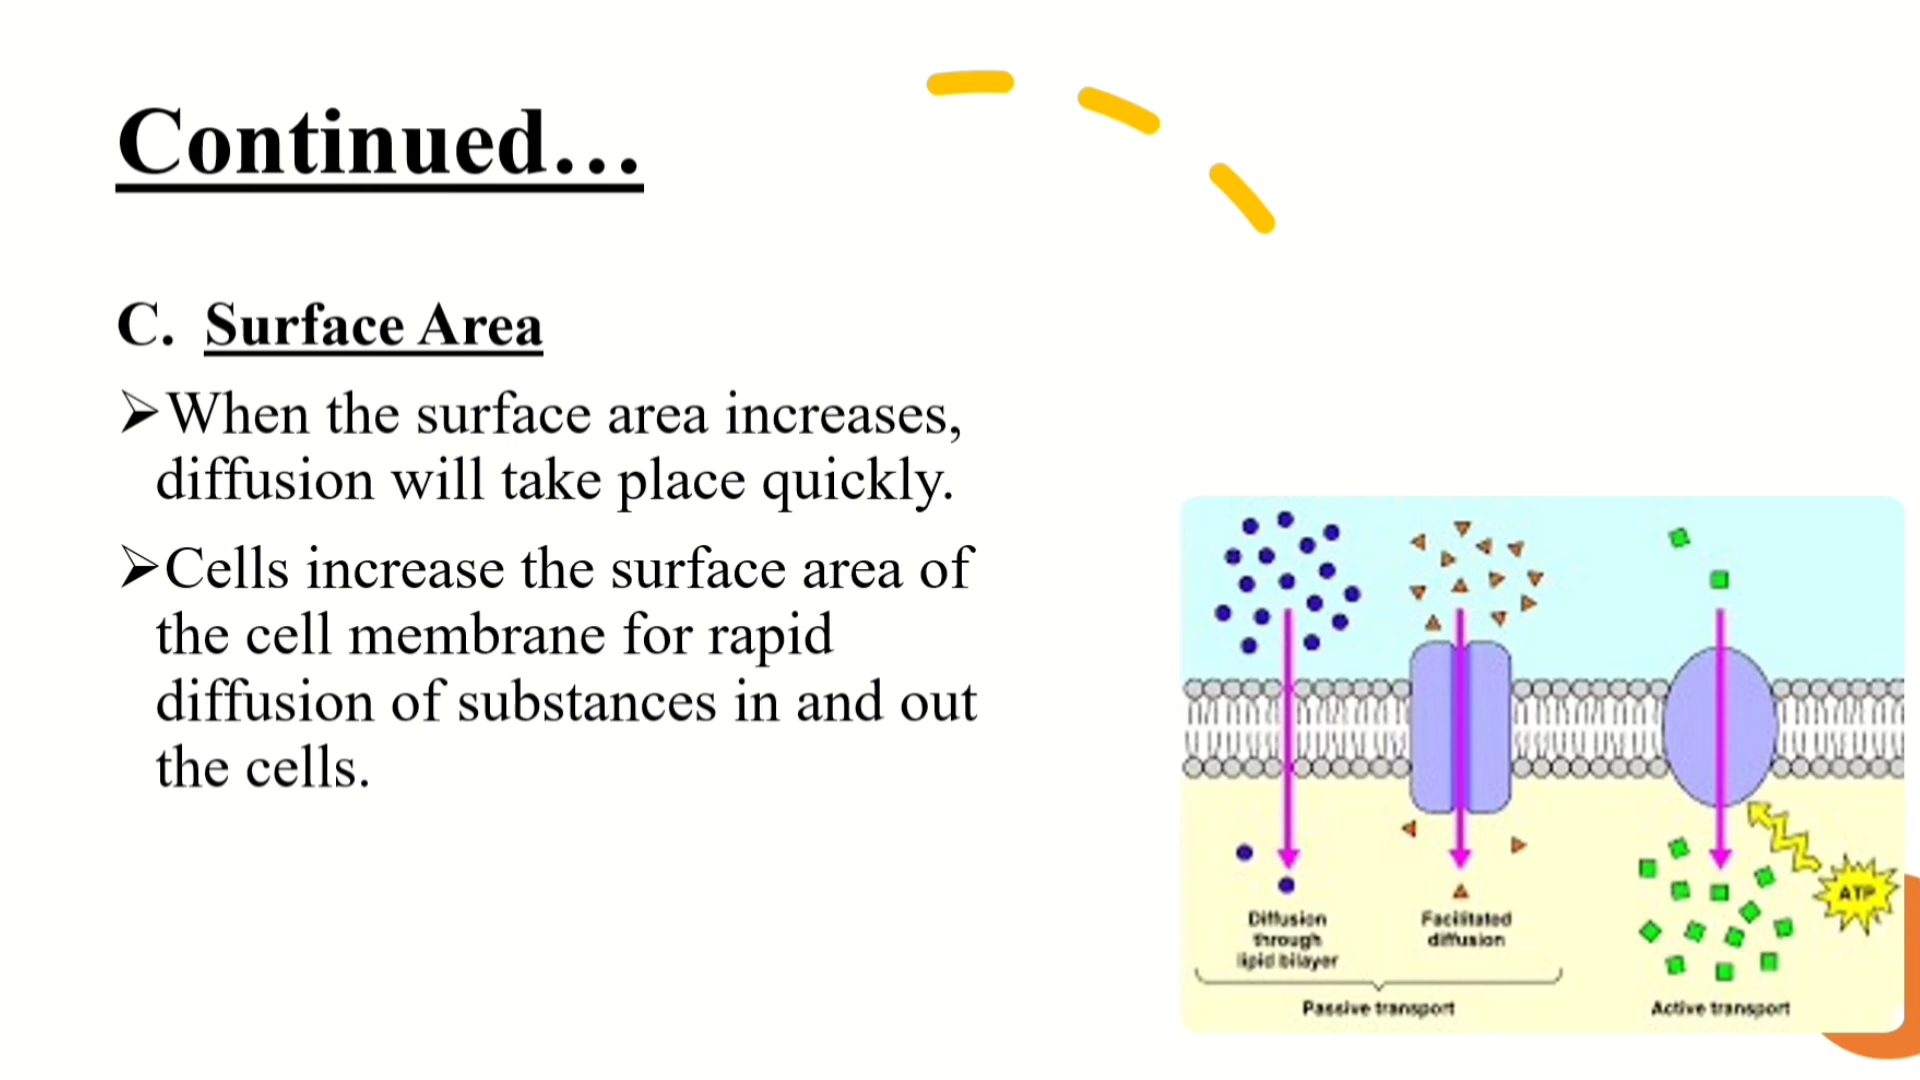 Continued...
C. Surface Area
➢When the surface area increases,
diffusion will take place quickly.
➢Cells increase the surface area of
the cell membrane for rapid
diffusion of substances in and out
the cells.
Diffusion
through
lipid bilayer
Facilitated
diffusion
Passive transport
Active transport
ATP